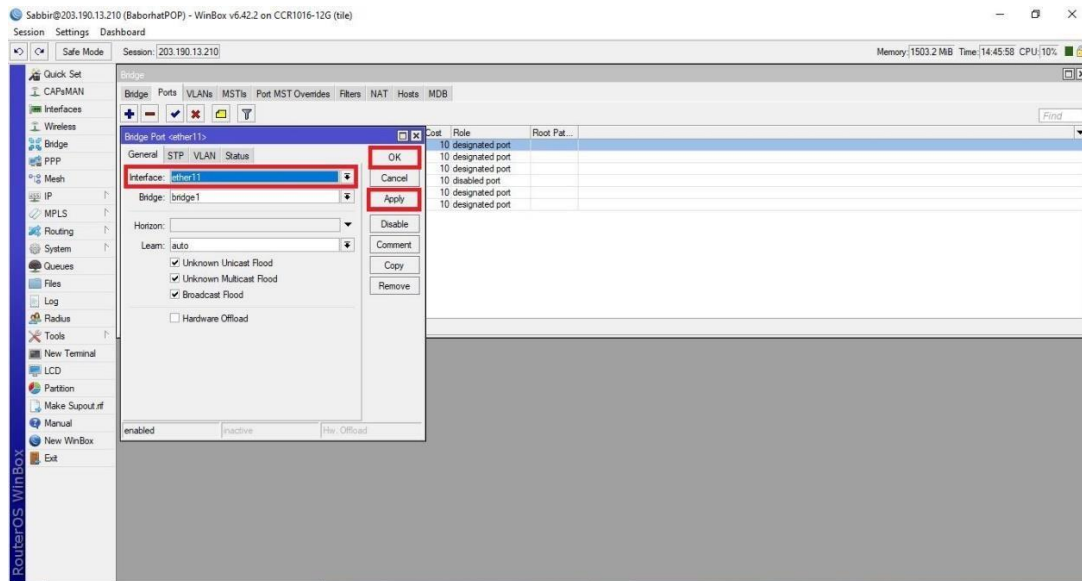 Sabbir@203.190.13.210 (BaborhatPOP) - WinBox v6.42.2 on CCR1016-12G (tile)
Session Settings Dashboard
Safe Mode Session: 203.190.13.210 Memory: 1503.2 MiB Time: 14:45:58 CPU: 10%
Quick Set
CAPsMAN
Interfaces
Wireless
Bridge
PPP
Mesh
IP
MPLS
Routing
System
Queues
Files
Log
Radius
Tools
New Terminal
LCD
Partition
Make Supout.rif
Manual
New WinBox
Exit
RouterOS WinBox
Bridge
Bridge Ports VLANs MSTIs Port MST Overrides Filters NAT Hosts MDB
Find
Cost Role Root Pat...
10 designated port
10 designated port
10 designated port
10 disabled port
10 designated port
10 designated port
Bridge Port <ether11>
General STP VLAN Status
Interface: ether11
Bridge: bridge1
Horizon:
Learn: auto
Unknown Unicast Flood
Unknown Multicast Flood
Broadcast Flood
Hardware Offload
OK
Cancel
Apply
Disable
Comment
Copy
Remove
enabled inactive Hw. Offload